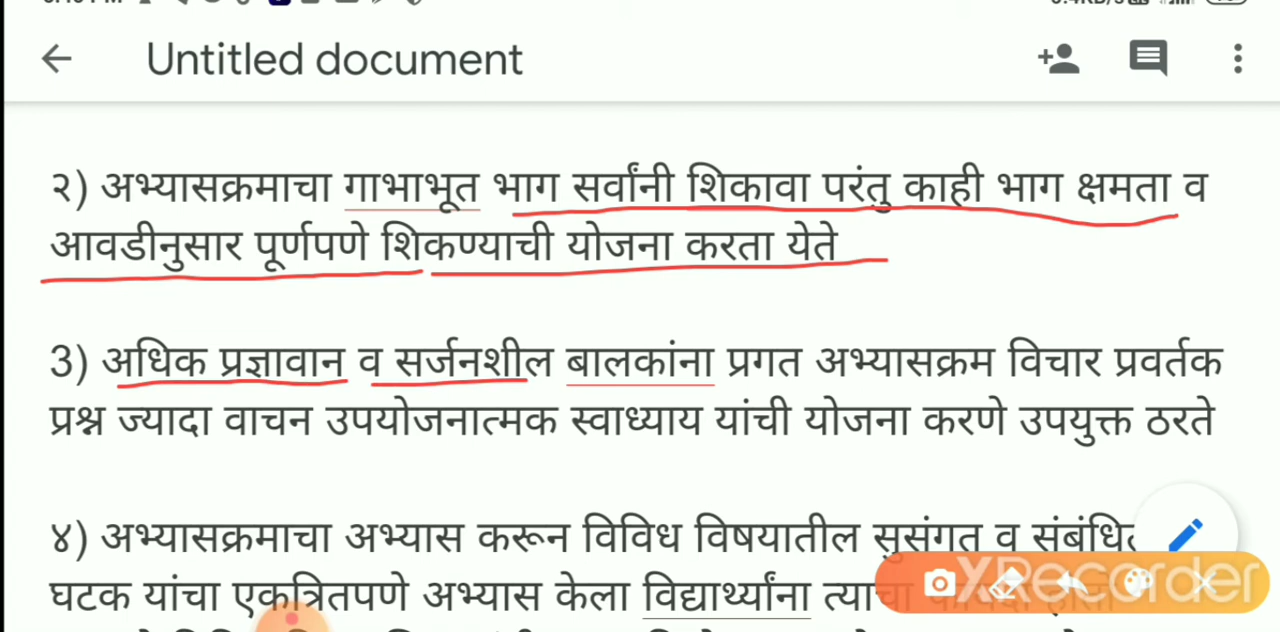 Untitled document
२) अभ्यासक्रमाचा गाभाभूत भाग सर्वांनी शिकावा परंतु काही भाग क्षमता व
आवडीनुसार पूर्णपणे शिकण्याची योजना करता येते
3) अधिक प्रज्ञावान व सर्जनशील बालकांना प्रगत अभ्यासक्रम विचार प्रवर्तक
प्रश्न ज्यादा वाचन उपयोजनात्मक स्वाध्याय यांची योजना करणे उपयुक्त ठरते
४) अभ्यासक्रमाचा अभ्यास करून विविध विषयातील सुसंगत व
घटक यांचा एकत्रितपणे अभ्यास केला विद्यार्थ्यांना
XRecorder